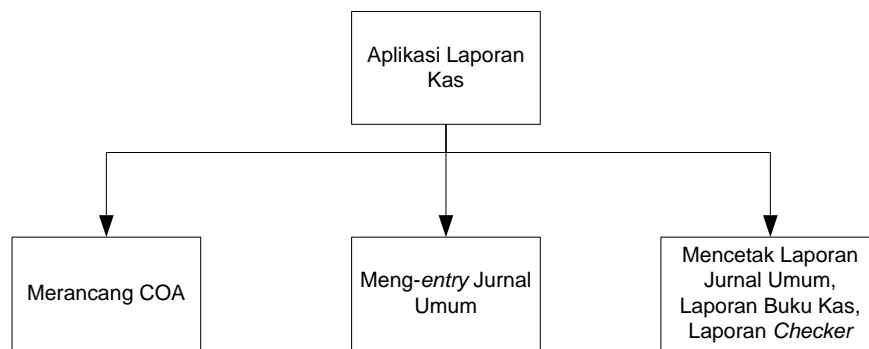 Aplikasi Laporan
Kas
Merancang COA
Meng-entry Jurnal
Umum
Mencetak Laporan
Jurnal Umum,
Laporan Buku Kas,
Laporan Checker